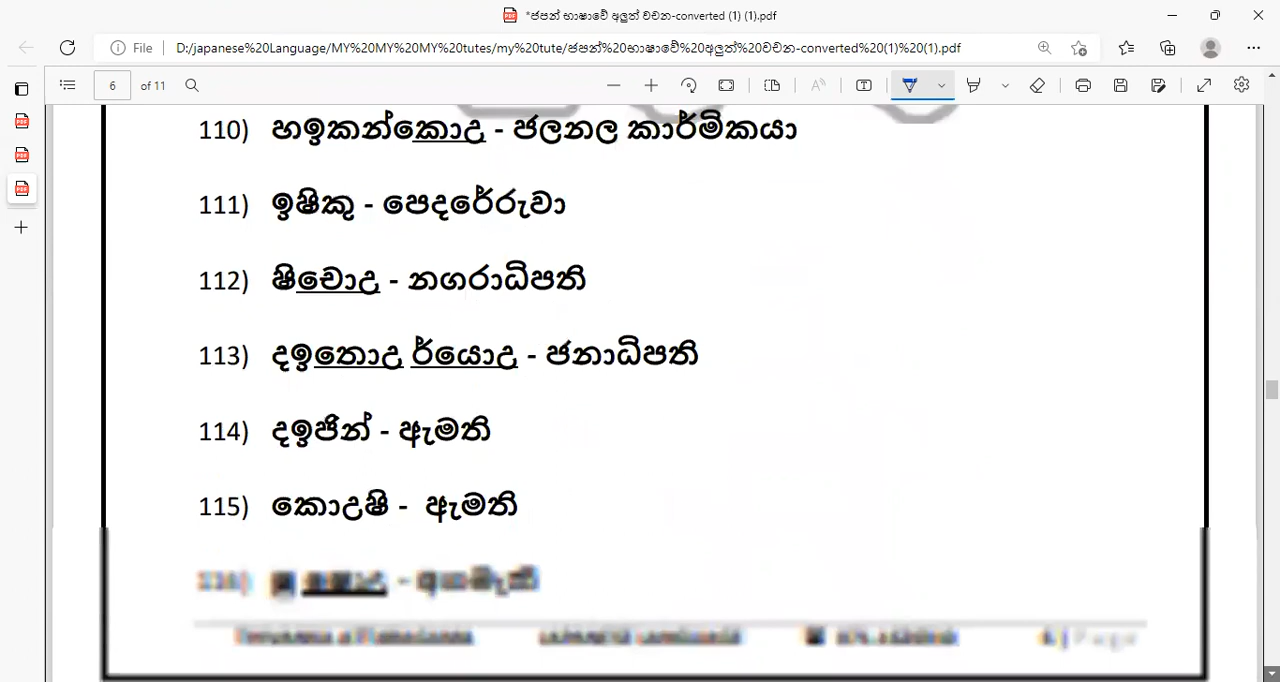 *ජපන් භාෂාවේ අලුත් වචන-converted (1) (1).pdf
File D:/japanese%20Language/MY%20MY%20MY%20tutes/my%20tute/ජපන්%20භාෂාවේ%20අලුත්%20වචන-converted%20(1)%20(1).pdf
6 of 11
110) හඉකන්කොඋ - ජලනල කාර්මිකයා
111) ඉෂිකු - පෙදරේරුවා
112) ෂිචොඋ - නගරාධිපති
113) දඉතොඋ ර්යොඋ - ජනාධිපති
114) දඉජින් - ඇමති
115) කොඋෂි - ඇමති
116)